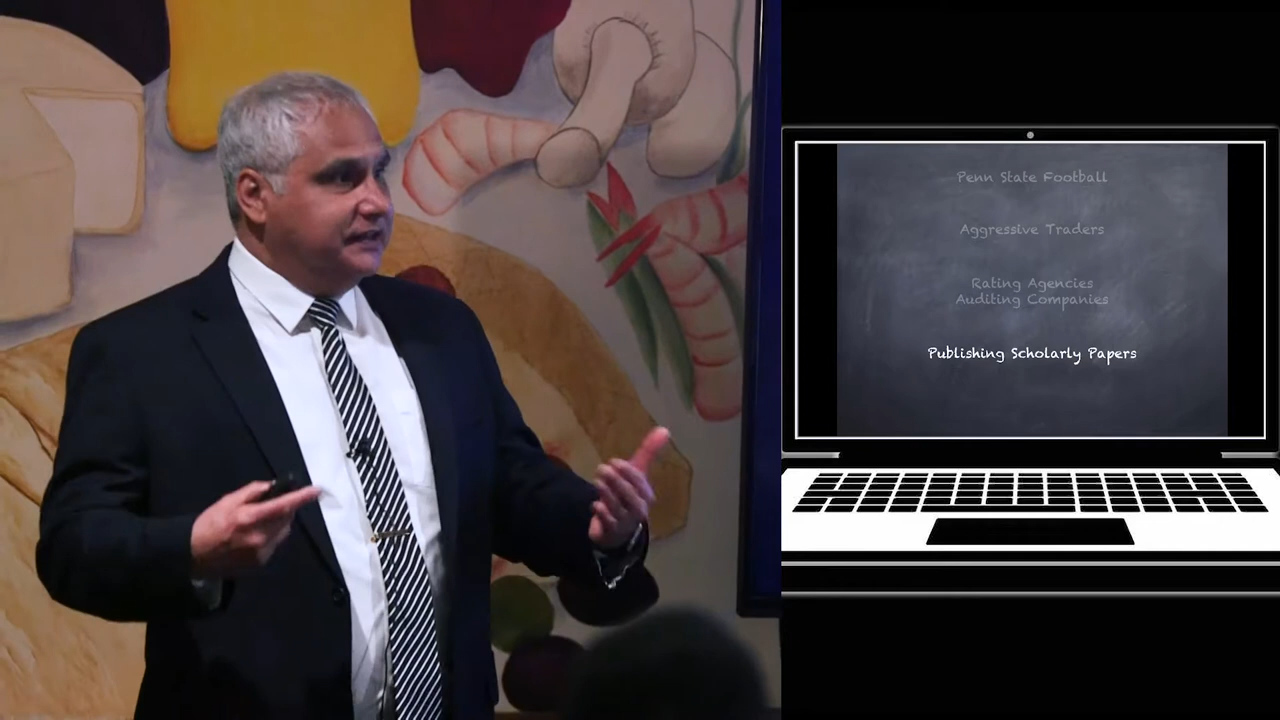 Penn State Football
Aggressive Traders
Rating Agencies
Auditing Companies
Publishing Scholarly Papers